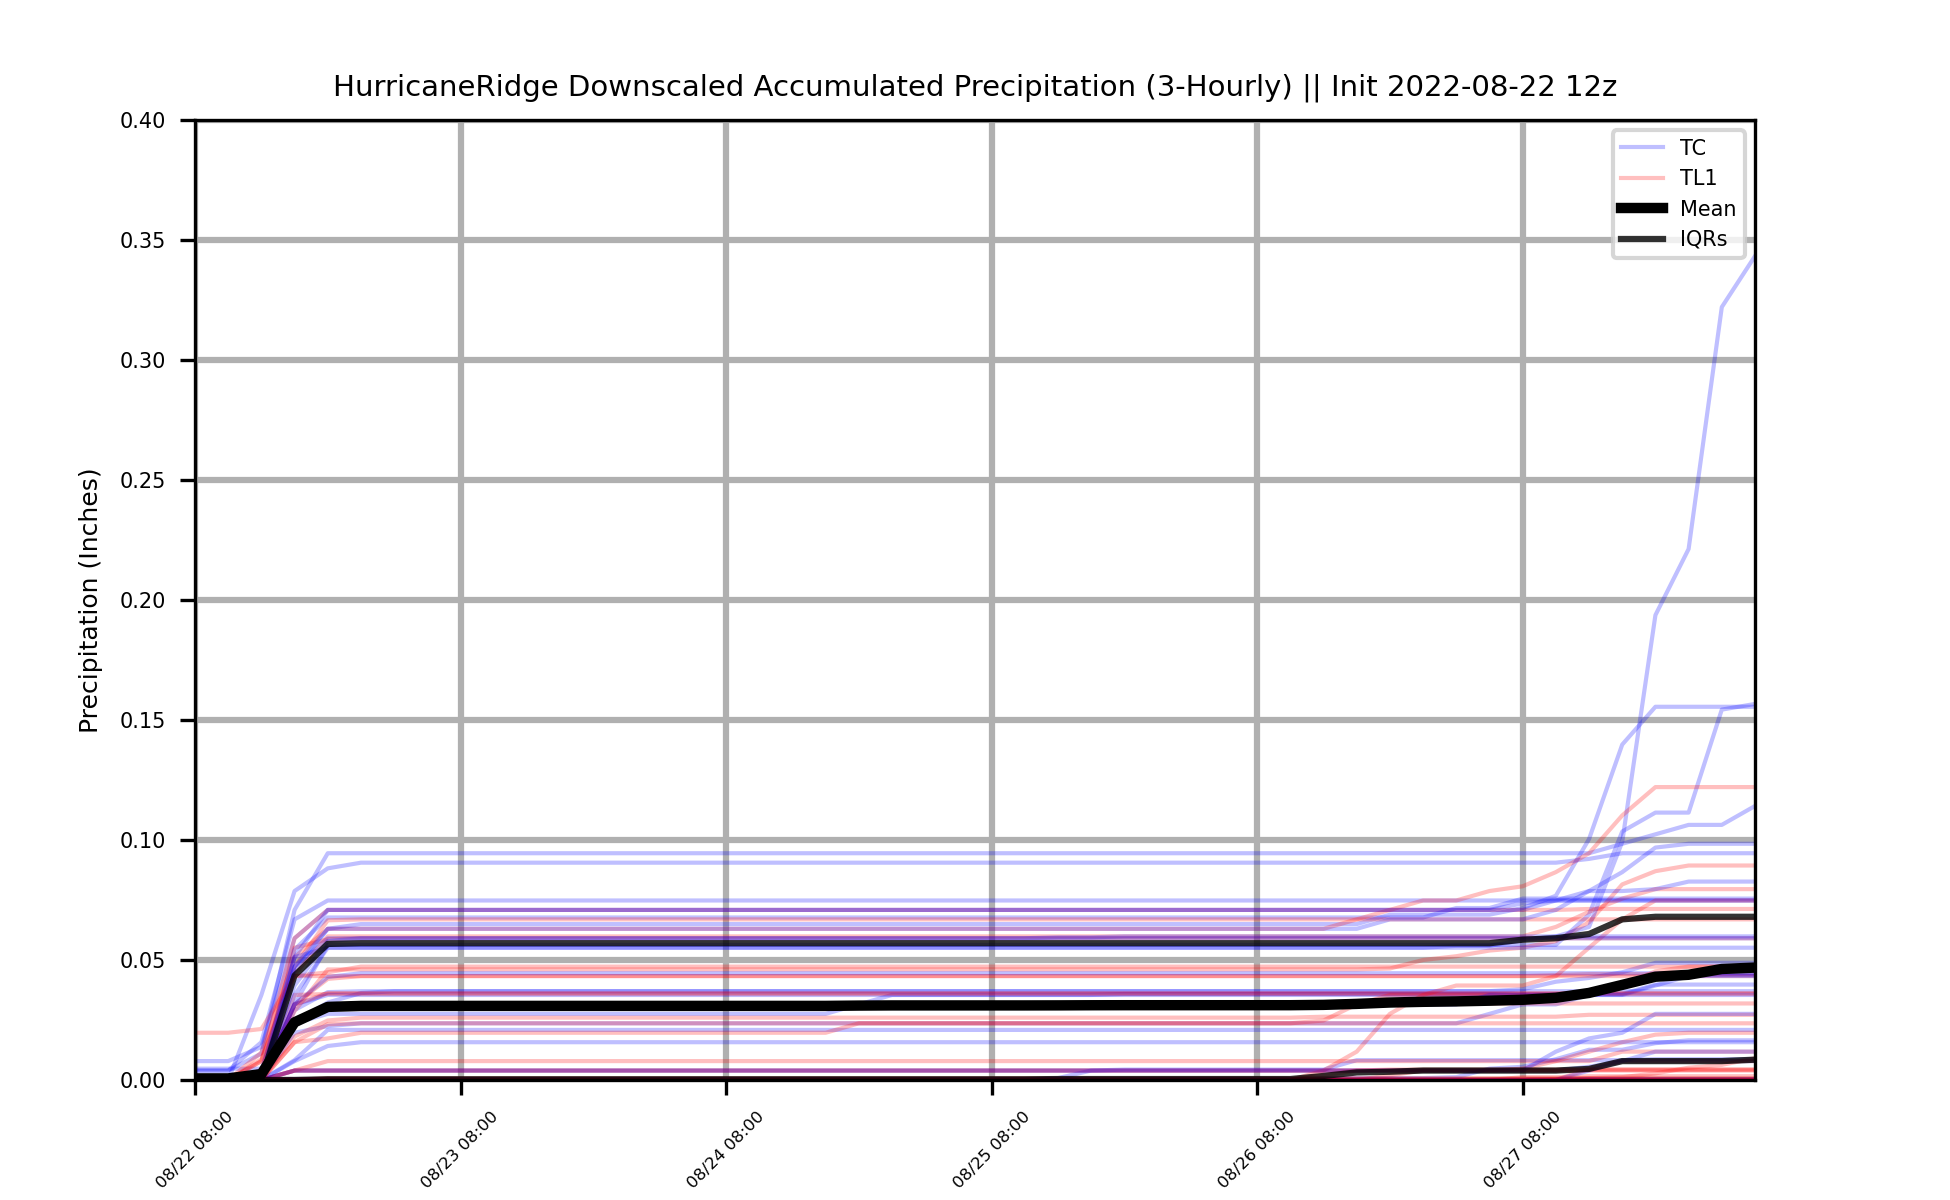 HurricaneRidge Downscaled Accumulated Precipitation (3-Hourly) || Init 2022-08-22 12z
TC
TL1
Mean
IQRs
Precipitation (Inches)
0.40
0.35
0.30
0.25
0.20
0.15
0.10
0.05
0.00
08/22 08:00
08/23 08:00
08/24 08:00
08/25 08:00
08/26 08:00
08/27 08:00